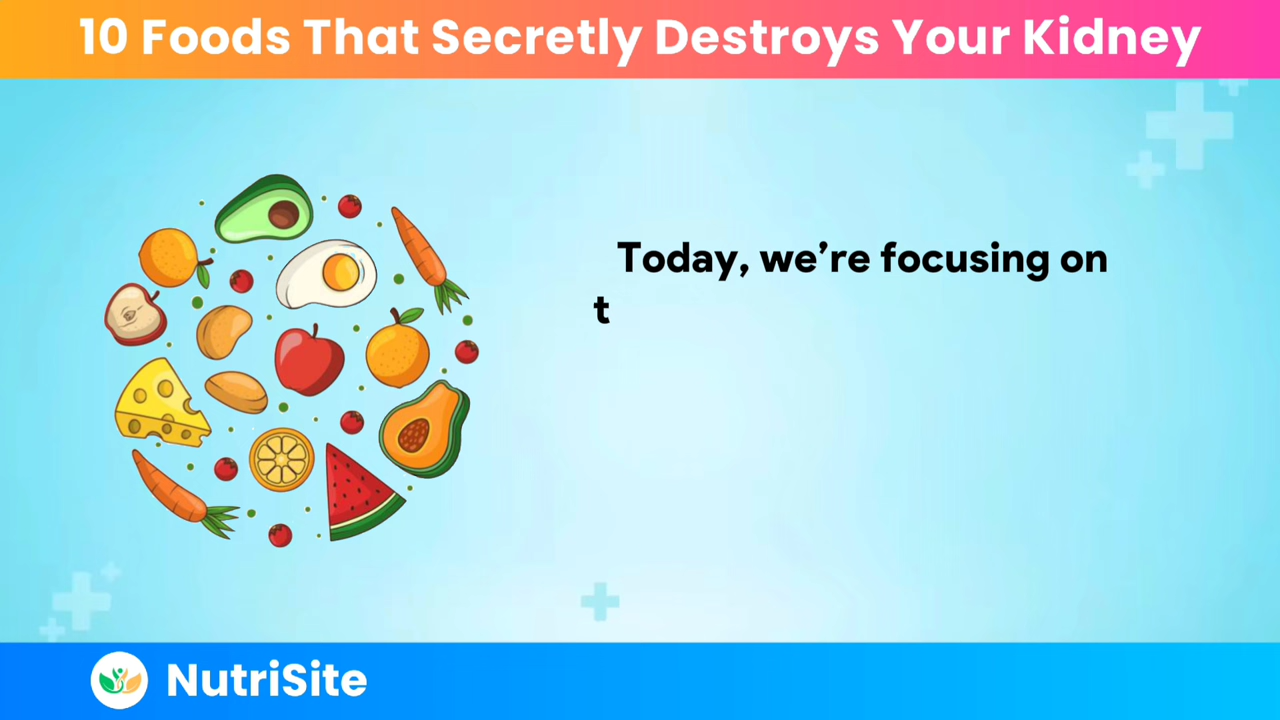 10 Foods That Secretly Destroys Your Kidney
Today, we're focusing on
t
NutriSite